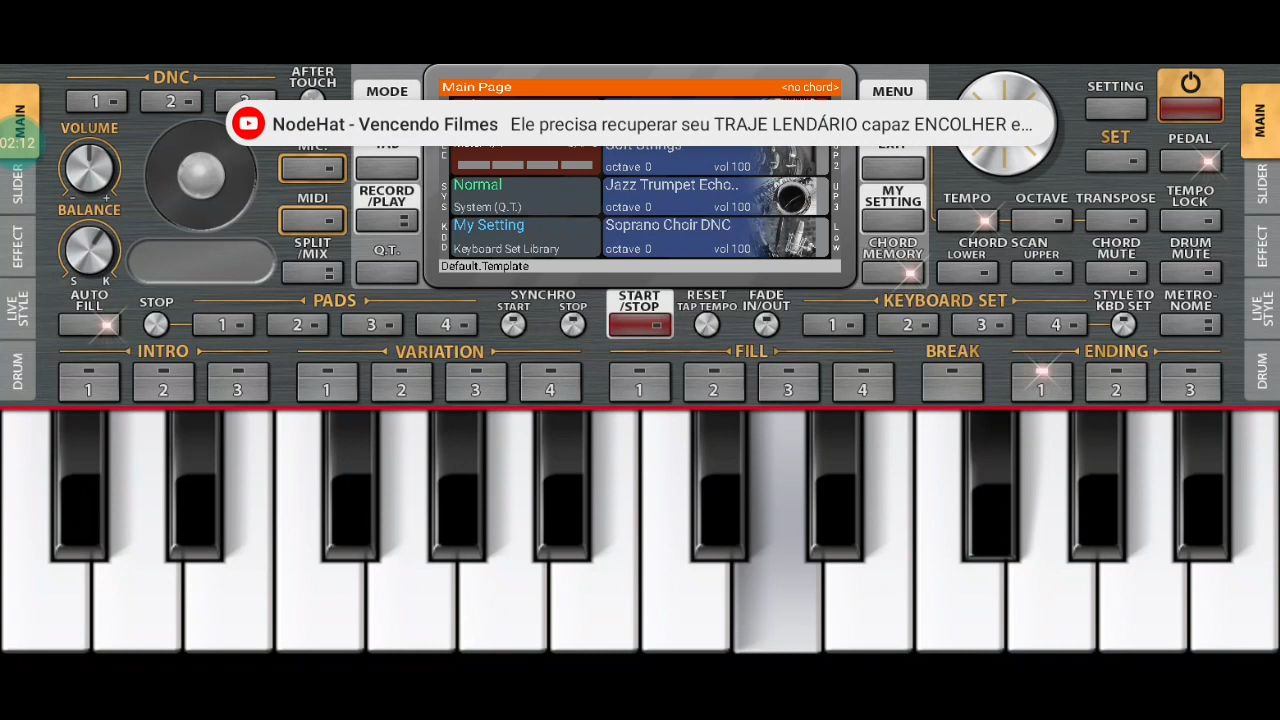 DNC
AFTER
TOUCH
1
2
MODE
Main Page
<no chord>
MENU
SETTING
MAIN
02:12
VOLUME
NodeHat - Vencendo Filmes Ele precisa recuperar seu TRAJE LENDÁRIO capaz ENCOLHER e…
SET
PEDAL
MAIN
octave 0
vol 100
BALANCE
MIDI
RECORD
/PLAY
Normal
System (Q.T.)
Jazz Trumpet Echo..
octave 0
vol 100
MY
SETTING
TEMPO
OCTAVE
TRANSPOSE
TEMPO
LOCK
SLIDER
SLIDER
S
K
SPLIT
/MIX
Q.T.
My Setting
Keyboard Set Library
Soprano Choir DNC
octave 0
vol 100
Default.Template
CHORD
MEMORY
CHORD SCAN
LOWER
UPPER
CHORD
MUTE
DRUM
MUTE
EFFECT
EFFECT
AUTO
FILL
STOP
PADS
1
2
3
4
SYNCHRO
START
STOP
START
/STOP
RESET
TAP TEMPO
FADE
IN/OUT
KEYBOARD SET
1
2
3
4
STYLE TO
KBD SET
METRO-
NOME
LIVE
STYLE
LIVE
STYLE
INTRO
VARIATION
FILL
BREAK
ENDING
1
2
3
1
2
3
4
1
2
3
4
1
2
3
DRUM
DRUM